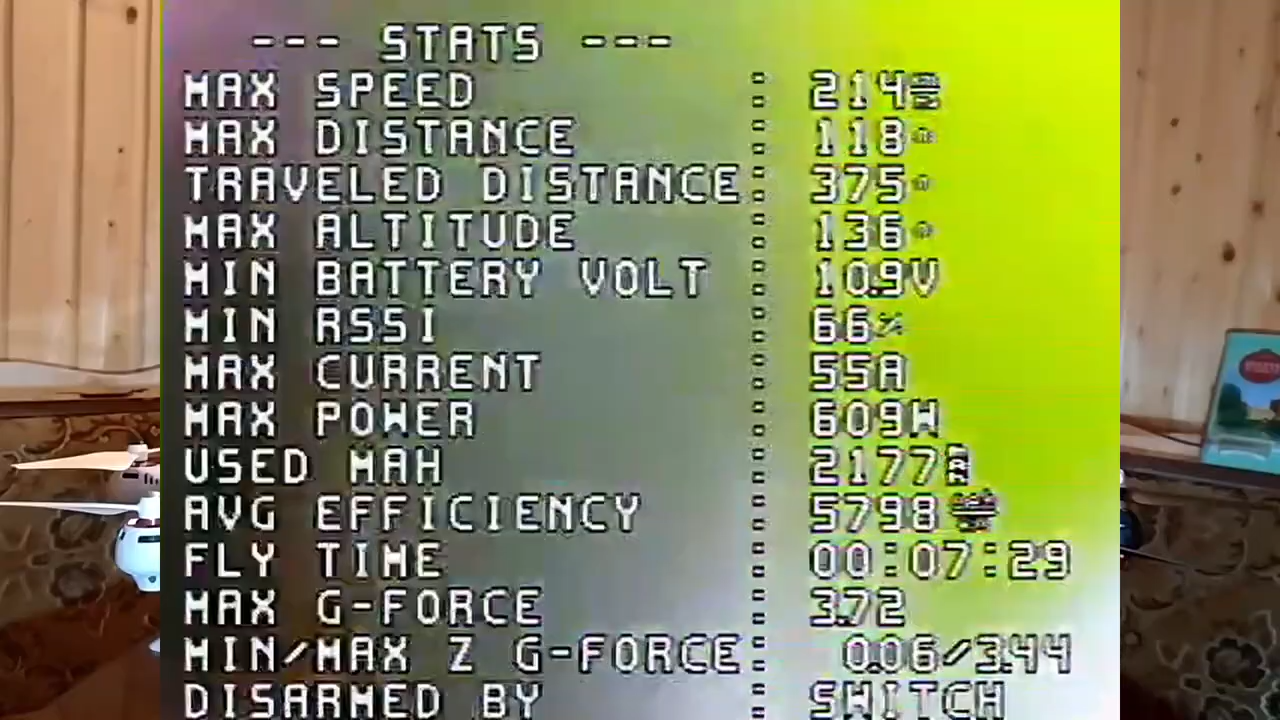 --- STATS ---
MAX SPEED : 214
MAX DISTANCE : 118
TRAVELED DISTANCE : 375
MAX ALTITUDE : 136
MIN BATTERY VOLT : 10.9V
MIN RSSI : 66%
MAX CURRENT : 55A
MAX POWER : 609W
USED MAH : 2177
AVG EFFICIENCY : 5798
FLY TIME : 00:07:29
MAX G-FORCE : 3.72
MIN/MAX Z G-FORCE : 0.06/3.44
DISARMED BY : SWITCH